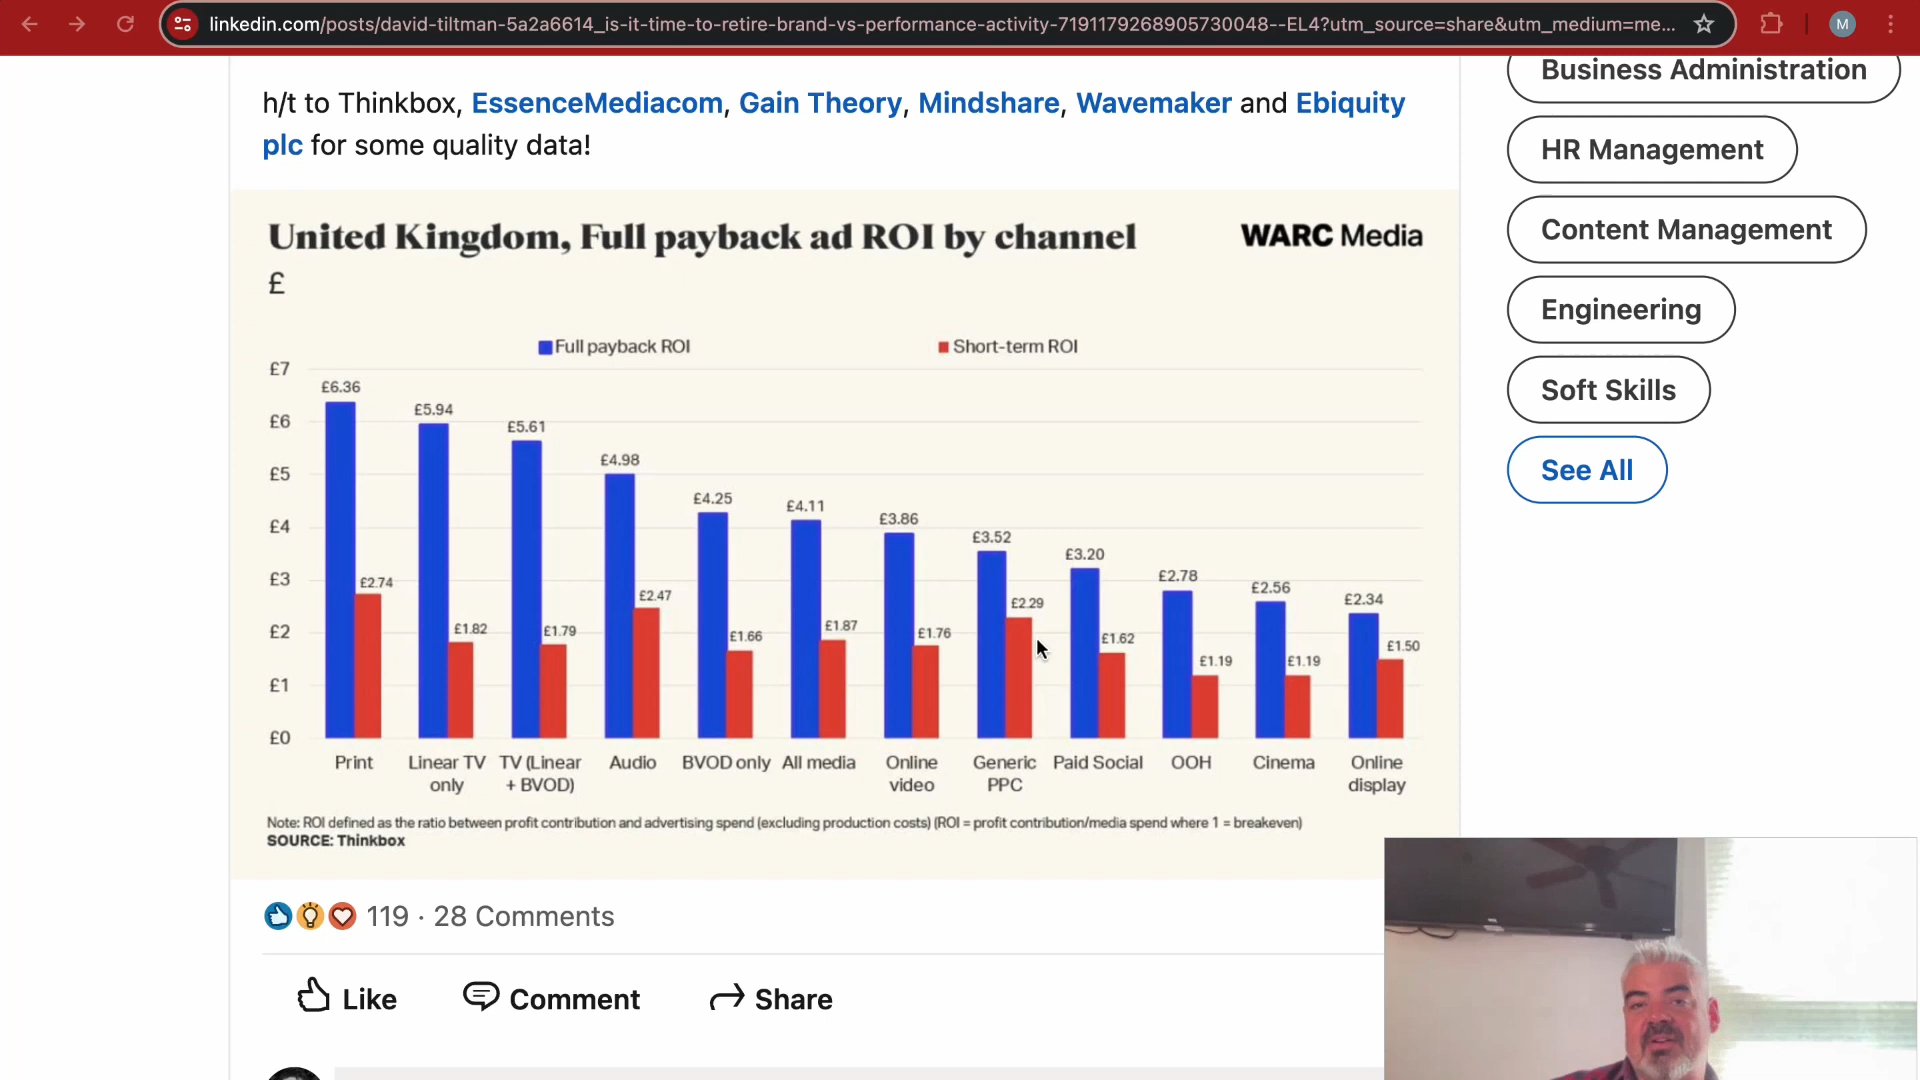 linkedin.com/posts/david-tiltman-5a2a6614_is-it-time-to-retire-brand-vs-performance-activity-7191179268905730048--EL4?utm_source=share&utm_medium=me...
M
h/t to Thinkbox, EssenceMediacom, Gain Theory, Mindshare, Wavemaker and Ebiquity
plc for some quality data!
United Kingdom, Full payback ad ROI by channel
WARC Media
£
Full payback ROI
Short-term ROI
£7
£6
£5
£4
£3
£2
£1
£0
£6.36
£2.74
£5.94
£1.82
£5.61
£1.79
£4.98
£2.47
£4.25
£1.66
£4.11
£1.87
£3.86
£1.76
£3.52
£2.29
£3.20
£1.62
£2.78
£1.19
£2.56
£1.19
£2.34
£1.50
Print
Linear TV
only
TV (Linear
+ BVOD)
Audio
BVOD only
All media
Online
video
Generic
PPC
Paid Social
OOH
Cinema
Online
display
Note: ROI defined as the ratio between profit contribution and advertising spend (excluding production costs) (ROI = profit contribution/media spend where 1 = breakeven)
SOURCE: Thinkbox
119 · 28 Comments
Like
Comment
Share
Business Administration
HR Management
Content Management
Engineering
Soft Skills
See All